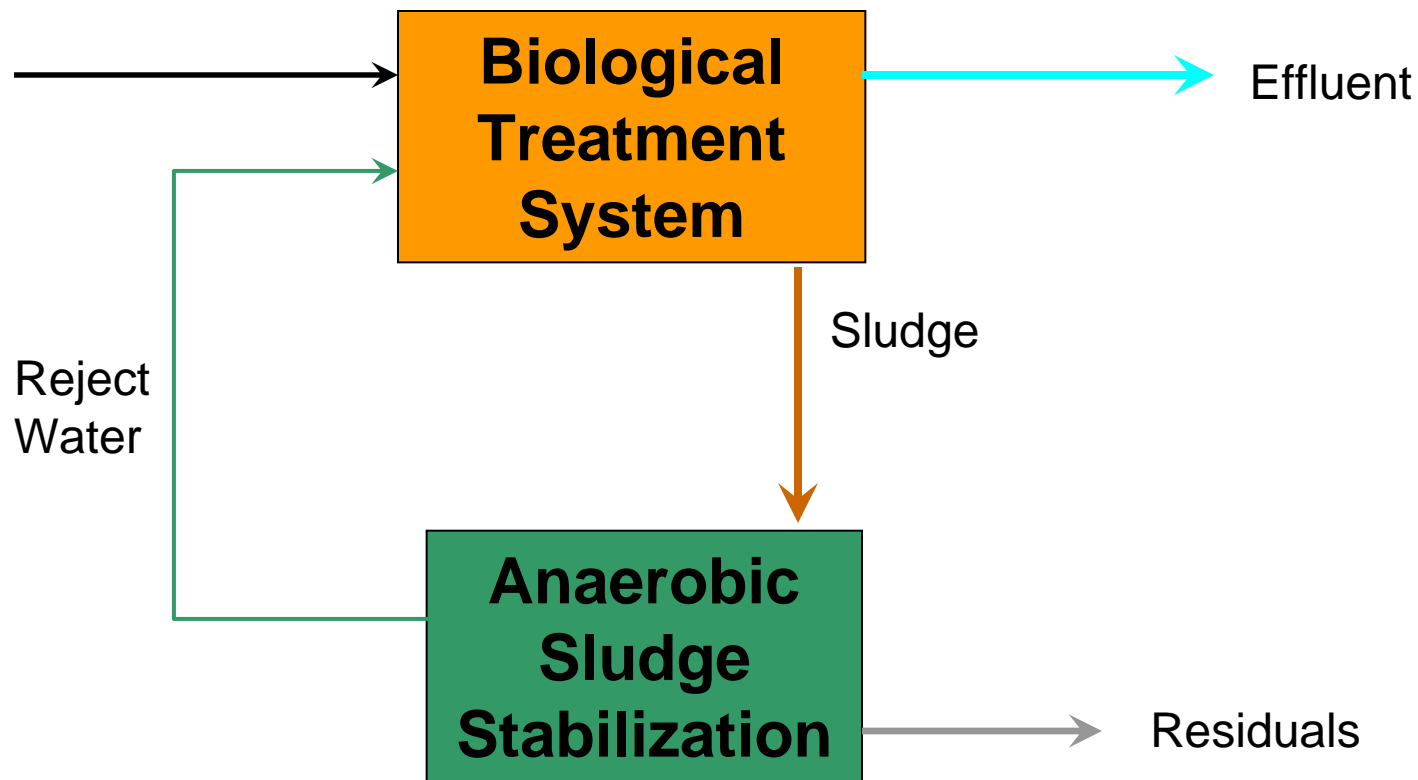 Biological
Treatment
System
Effluent
Sludge
Reject
Water
Anaerobic
Sludge
Stabilization
Residuals